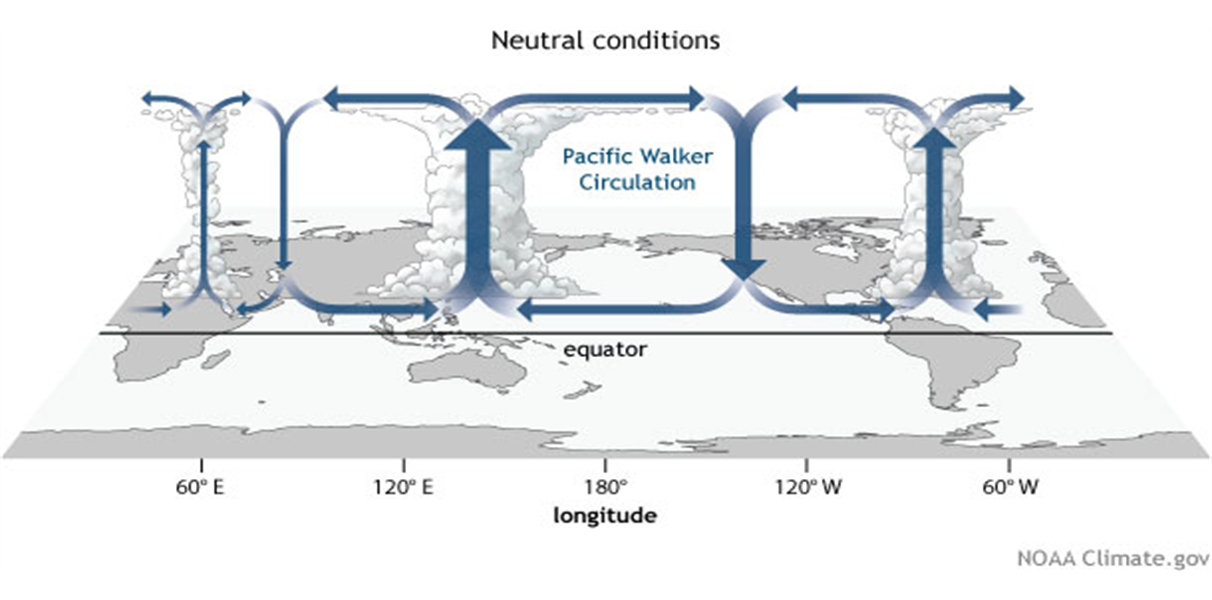 Neutral conditions
Pacific Walker
Circulation
equator
60° E
120° E
180°
120° W
60° W
longitude
NOAA Climate.gov